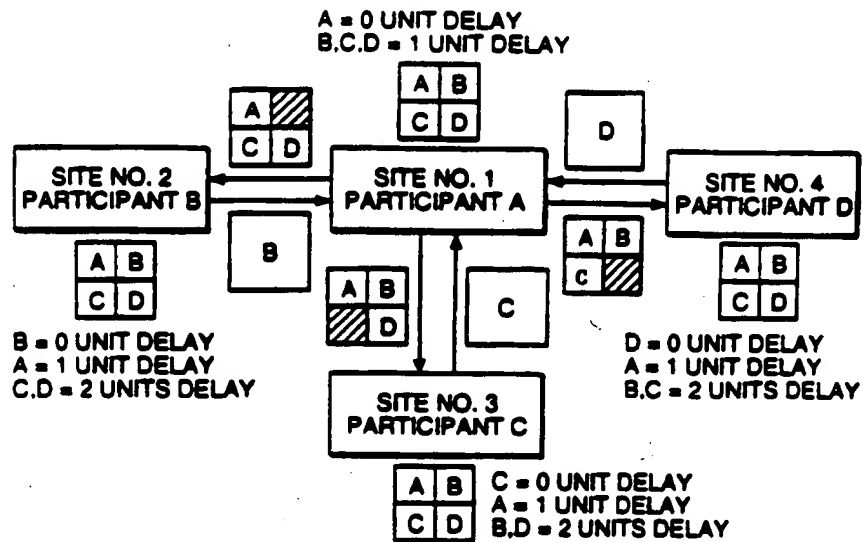 A = 0 UNIT DELAY
B,C,D = 1 UNIT DELAY
A B
C D
A
C D
D
SITE NO. 2
PARTICIPANT B
SITE NO. 1
PARTICIPANT A
SITE NO. 4
PARTICIPANT D
B
A B
C
A B
C D
A B
D
C
A B
C D
B = 0 UNIT DELAY
A = 1 UNIT DELAY
C,D = 2 UNITS DELAY
D = 0 UNIT DELAY
A = 1 UNIT DELAY
B,C = 2 UNITS DELAY
SITE NO. 3
PARTICIPANT C
A B
C D
C = 0 UNIT DELAY
A = 1 UNIT DELAY
B,D = 2 UNITS DELAY